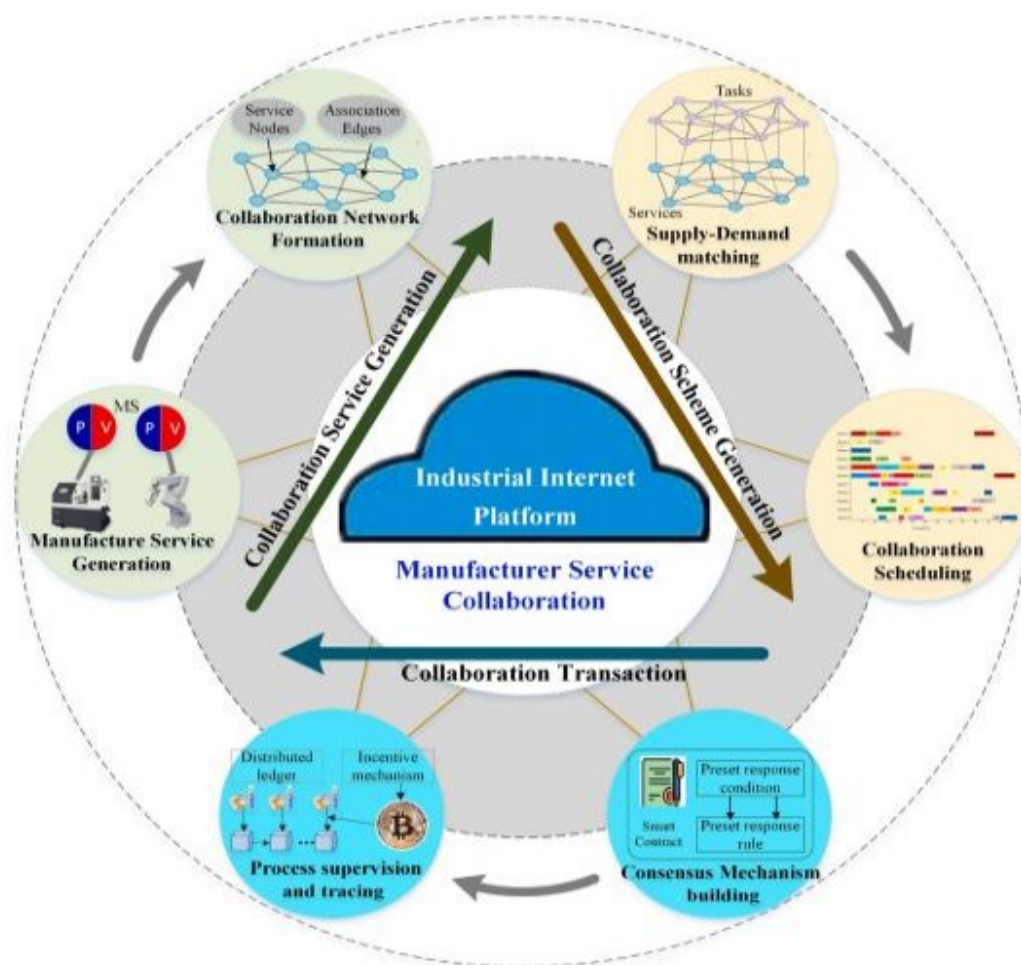 Service
Nodes
Association
Edges
Collaboration Network
Formation
Tasks
Services
Supply-Demand
matching
Collaboration Service Generation
Collaboration Scheme Generation
MS
P V
P V
Manufacture Service
Generation
Industrial Internet
Platform
Manufacturer Service
Collaboration
Collaboration
Scheduling
Collaboration Transaction
Distributed
ledger
Incentive
mechanism
Process supervision
and tracing
Smart
Contract
Preset response
condition
Preset response
rule
Consensus Mechanism
building